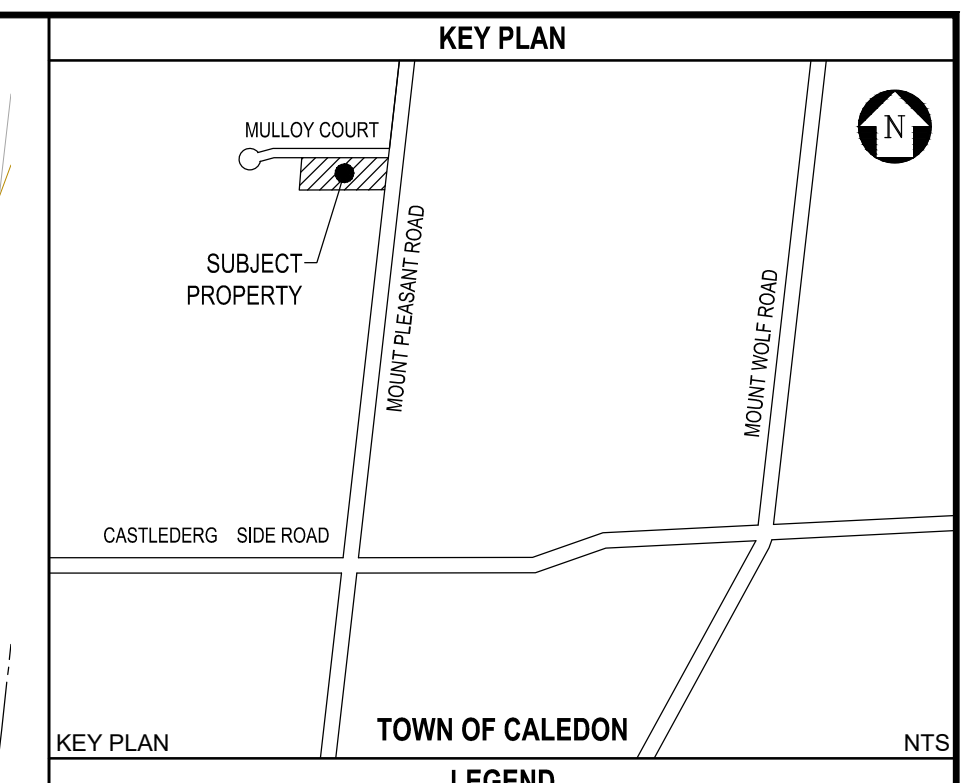 KEY PLAN
MULLOY COURT
N
SUBJECT
PROPERTY
MOUNT PLEASANT ROAD
MOUNT WOLF ROAD
CASTLEDERG SIDE ROAD
TOWN OF CALEDON
KEY PLAN
NTS
LEGEND